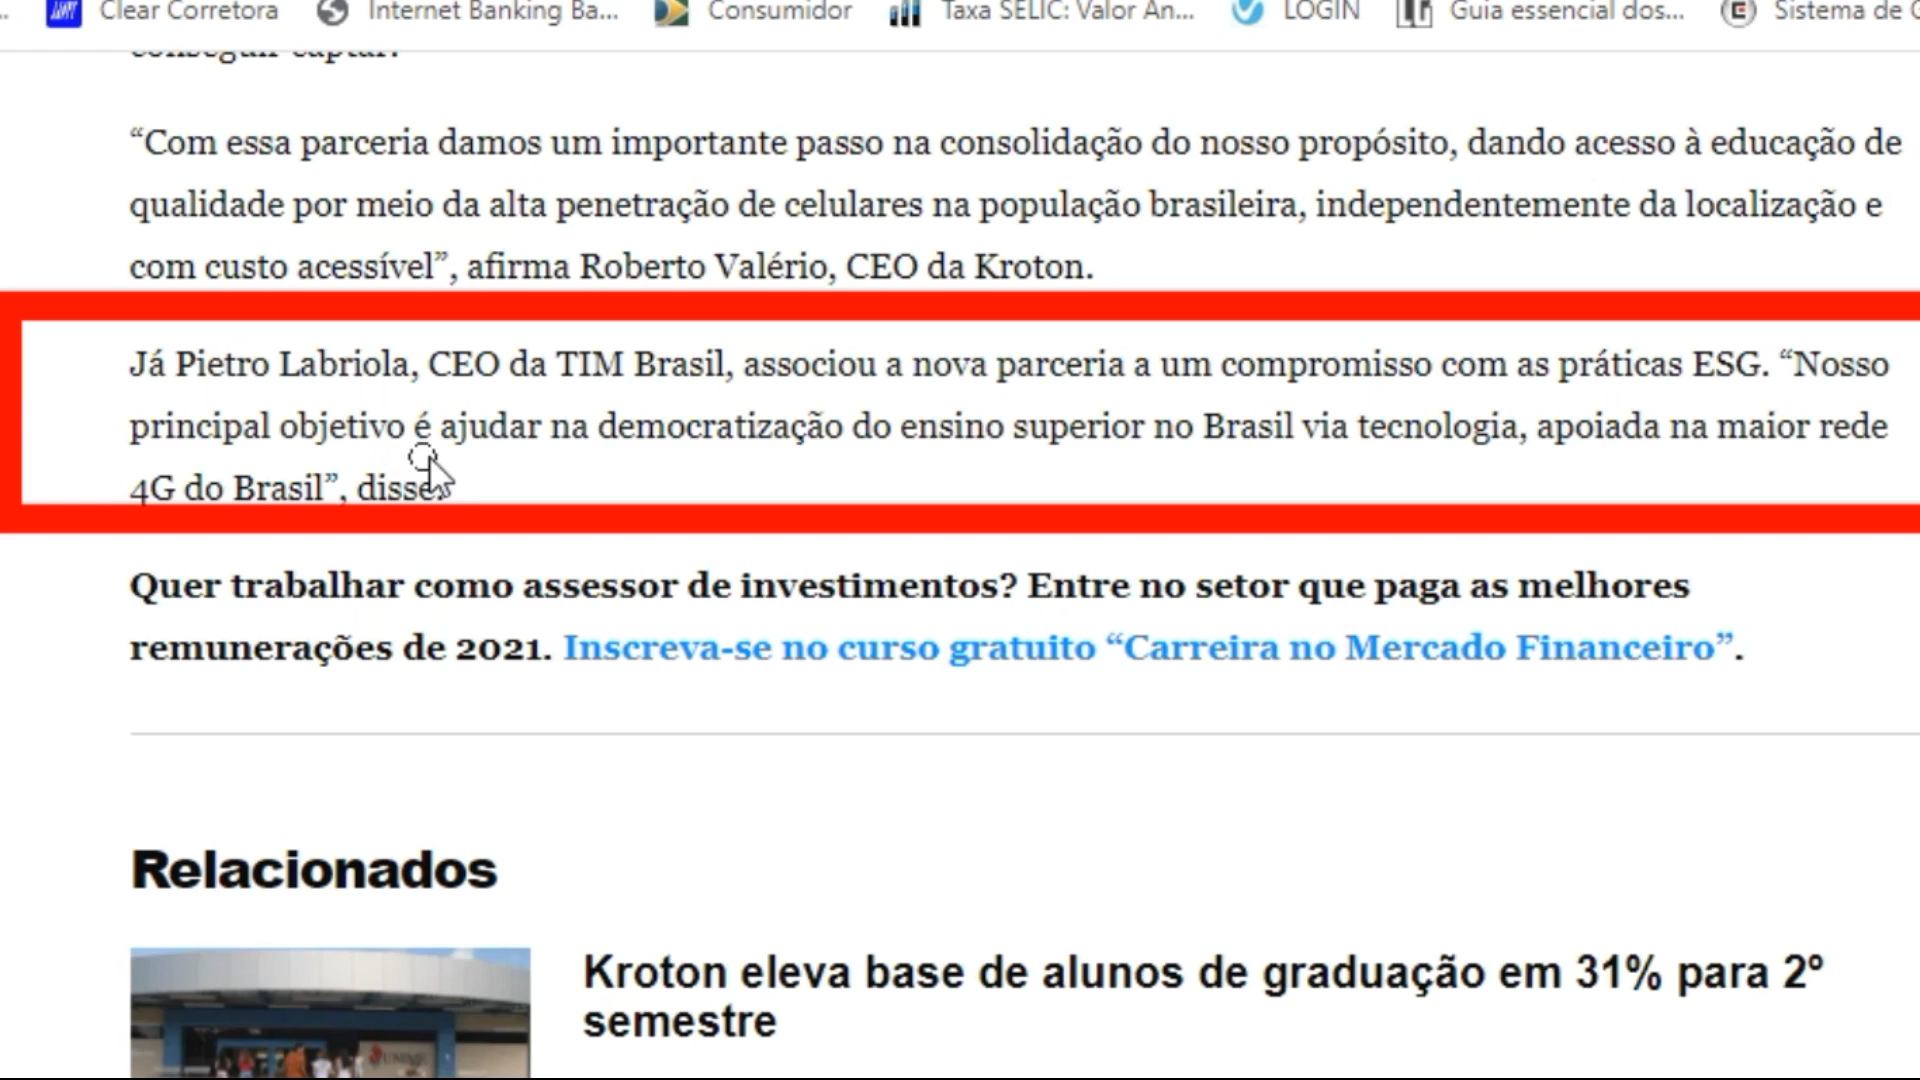 Clear Corretora Internet Banking Ba... Consumidor Taxa SELIC: Valor An... LOGIN Guia essencial dos... Sistema de
conseguir captar.
“Com essa parceria damos um importante passo na consolidação do nosso propósito, dando acesso à educação de
qualidade por meio da alta penetração de celulares na população brasileira, independentemente da localização e
com custo acessível”, afirma Roberto Valério, CEO da Kroton.
Já Pietro Labriola, CEO da TIM Brasil, associou a nova parceria a um compromisso com as práticas ESG. “Nosso
principal objetivo é ajudar na democratização do ensino superior no Brasil via tecnologia, apoiada na maior rede
4G do Brasil”, disse.
Quer trabalhar como assessor de investimentos? Entre no setor que paga as melhores
remunerações de 2021. Inscreva-se no curso gratuito “Carreira no Mercado Financeiro”.
Relacionados
Kroton eleva base de alunos de graduação em 31% para 2º
semestre